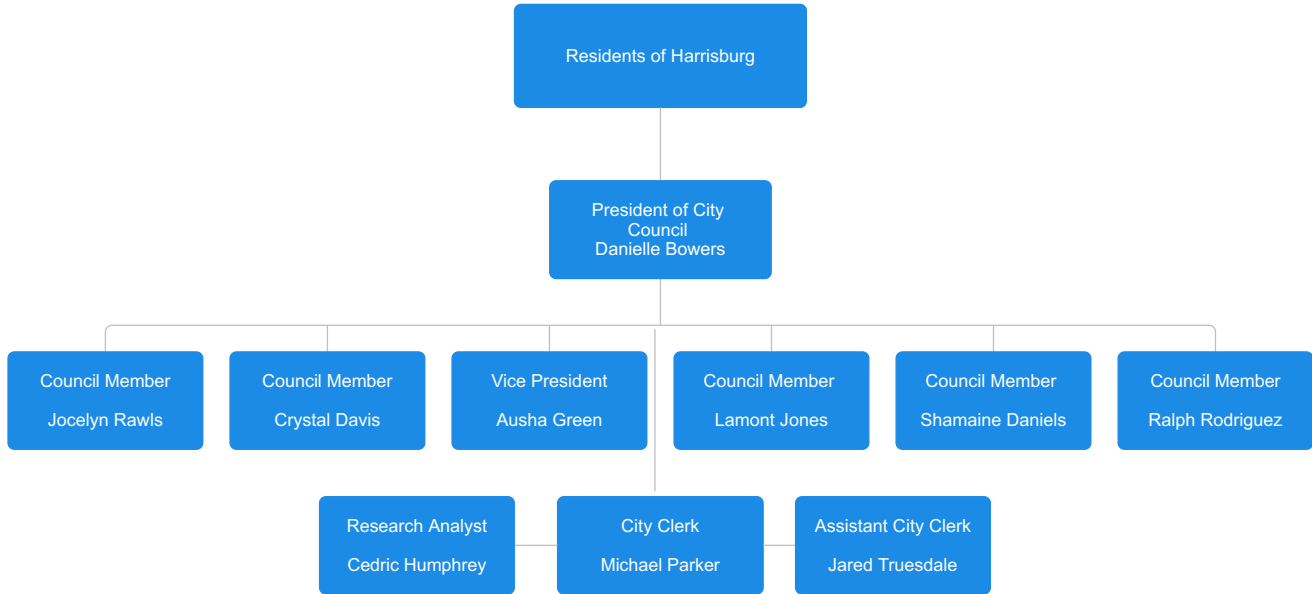 Residents of Harrisburg
President of City
Council
Danielle Bowers
Council Member
Jocelyn Rawls
Council Member
Crystal Davis
Vice President
Ausha Green
Council Member
Lamont Jones
Council Member
Shamaine Daniels
Council Member
Ralph Rodriguez
Research Analyst
Cedric Humphrey
City Clerk
Michael Parker
Assistant City Clerk
Jared Truesdale